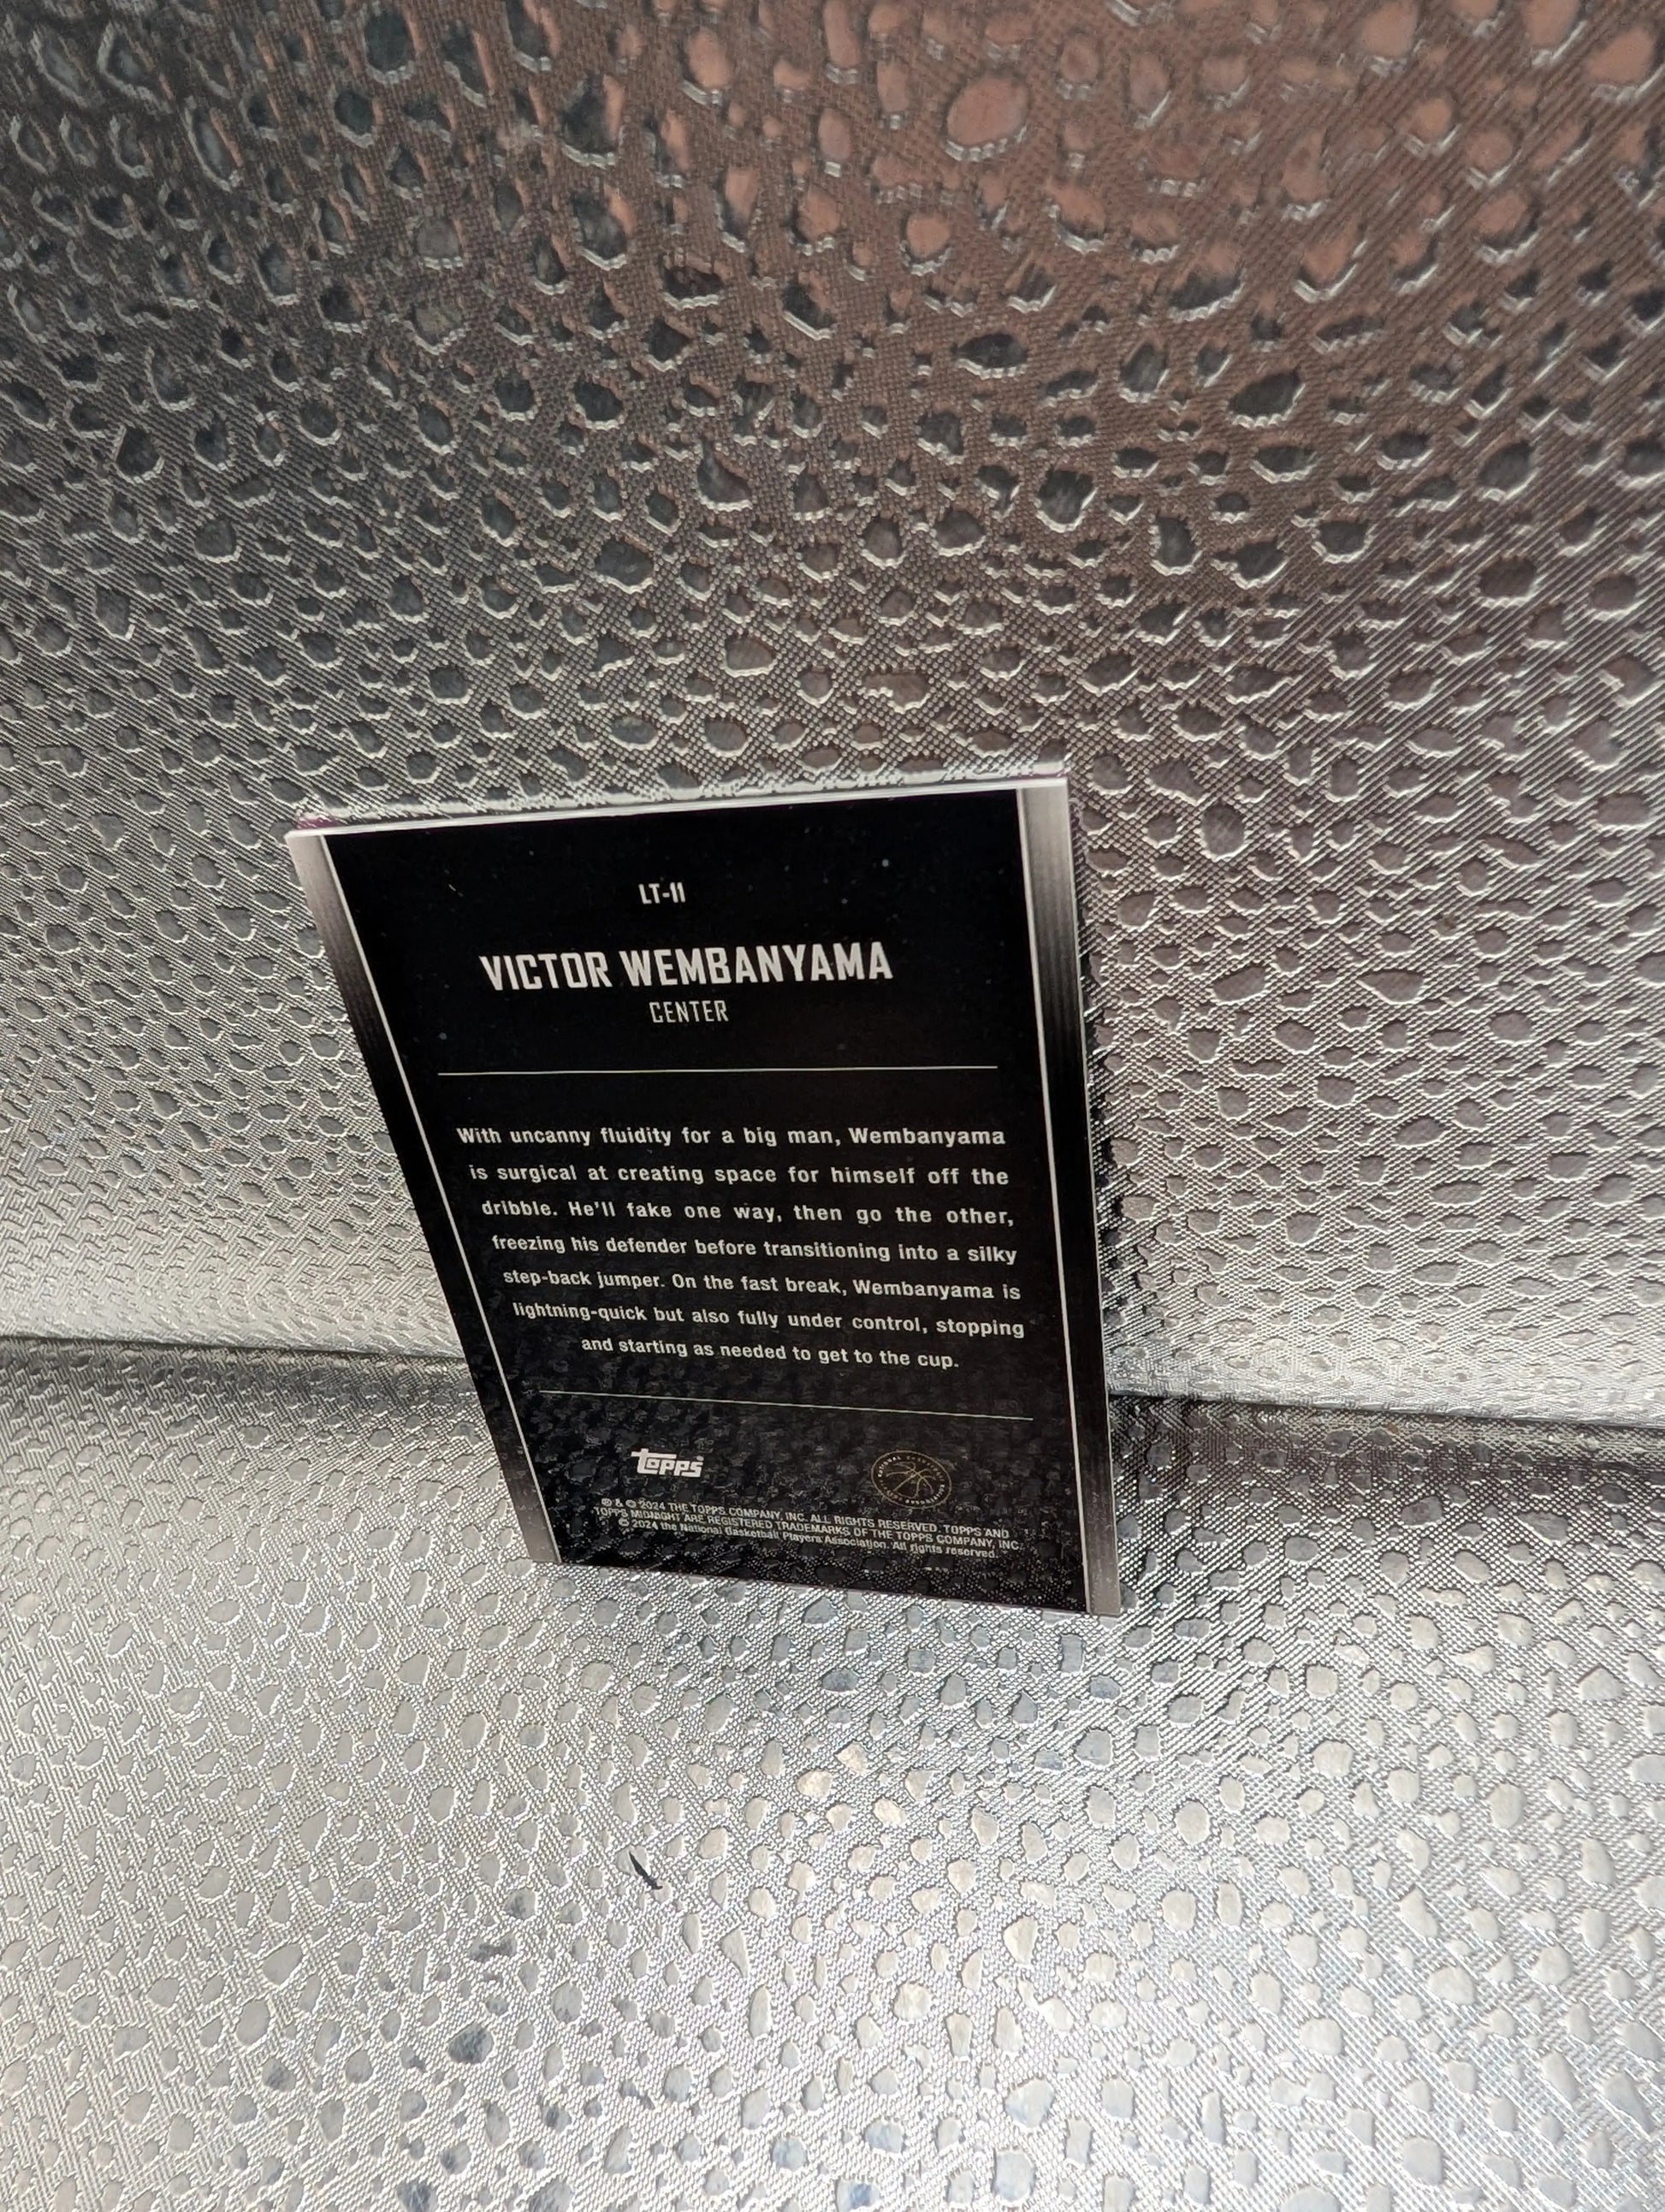 LT-11
VICTOR WEMBANYAMA
CENTER
With uncanny fluidity for a big man, Wembanyama
is surgical at creating space for himself off the
dribble. He'll fake one way, then go the other,
freezing his defender before transitioning into a silky
step-back jumper. On the fast break, Wembanyama is
lightning-quick but also fully under control, stopping
and starting as needed to get to the cup.
topps
® & © 2024 THE TOPPS COMPANY, INC. ALL RIGHTS RESERVED. TOPPS AND
TOPPS MIDNIGHT ARE REGISTERED TRADEMARKS OF THE TOPPS COMPANY, INC.
© 2024 the National Basketball Players Association. All rights reserved.